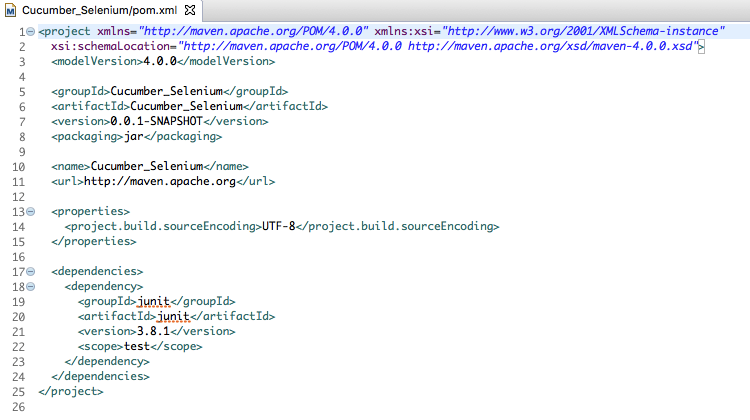 Cucumber_Selenium/pom.xml
1 <project xmlns="http://maven.apache.org/POM/4.0.0" xmlns:xsi="http://www.w3.org/2001/XMLSchema-instance"
2 xsi:schemaLocation="http://maven.apache.org/POM/4.0.0 http://maven.apache.org/xsd/maven-4.0.0.xsd">
3 <modelVersion>4.0.0</modelVersion>
4
5 <groupId>Cucumber_Selenium</groupId>
6 <artifactId>Cucumber_Selenium</artifactId>
7 <version>0.0.1-SNAPSHOT</version>
8 <packaging>jar</packaging>
9
10 <name>Cucumber_Selenium</name>
11 <url>http://maven.apache.org</url>
12
13 <properties>
14 <project.build.sourceEncoding>UTF-8</project.build.sourceEncoding>
15 </properties>
16
17 <dependencies>
18 <dependency>
19 <groupId>junit</groupId>
20 <artifactId>junit</artifactId>
21 <version>3.8.1</version>
22 <scope>test</scope>
23 </dependency>
24 </dependencies>
25 </project>
26